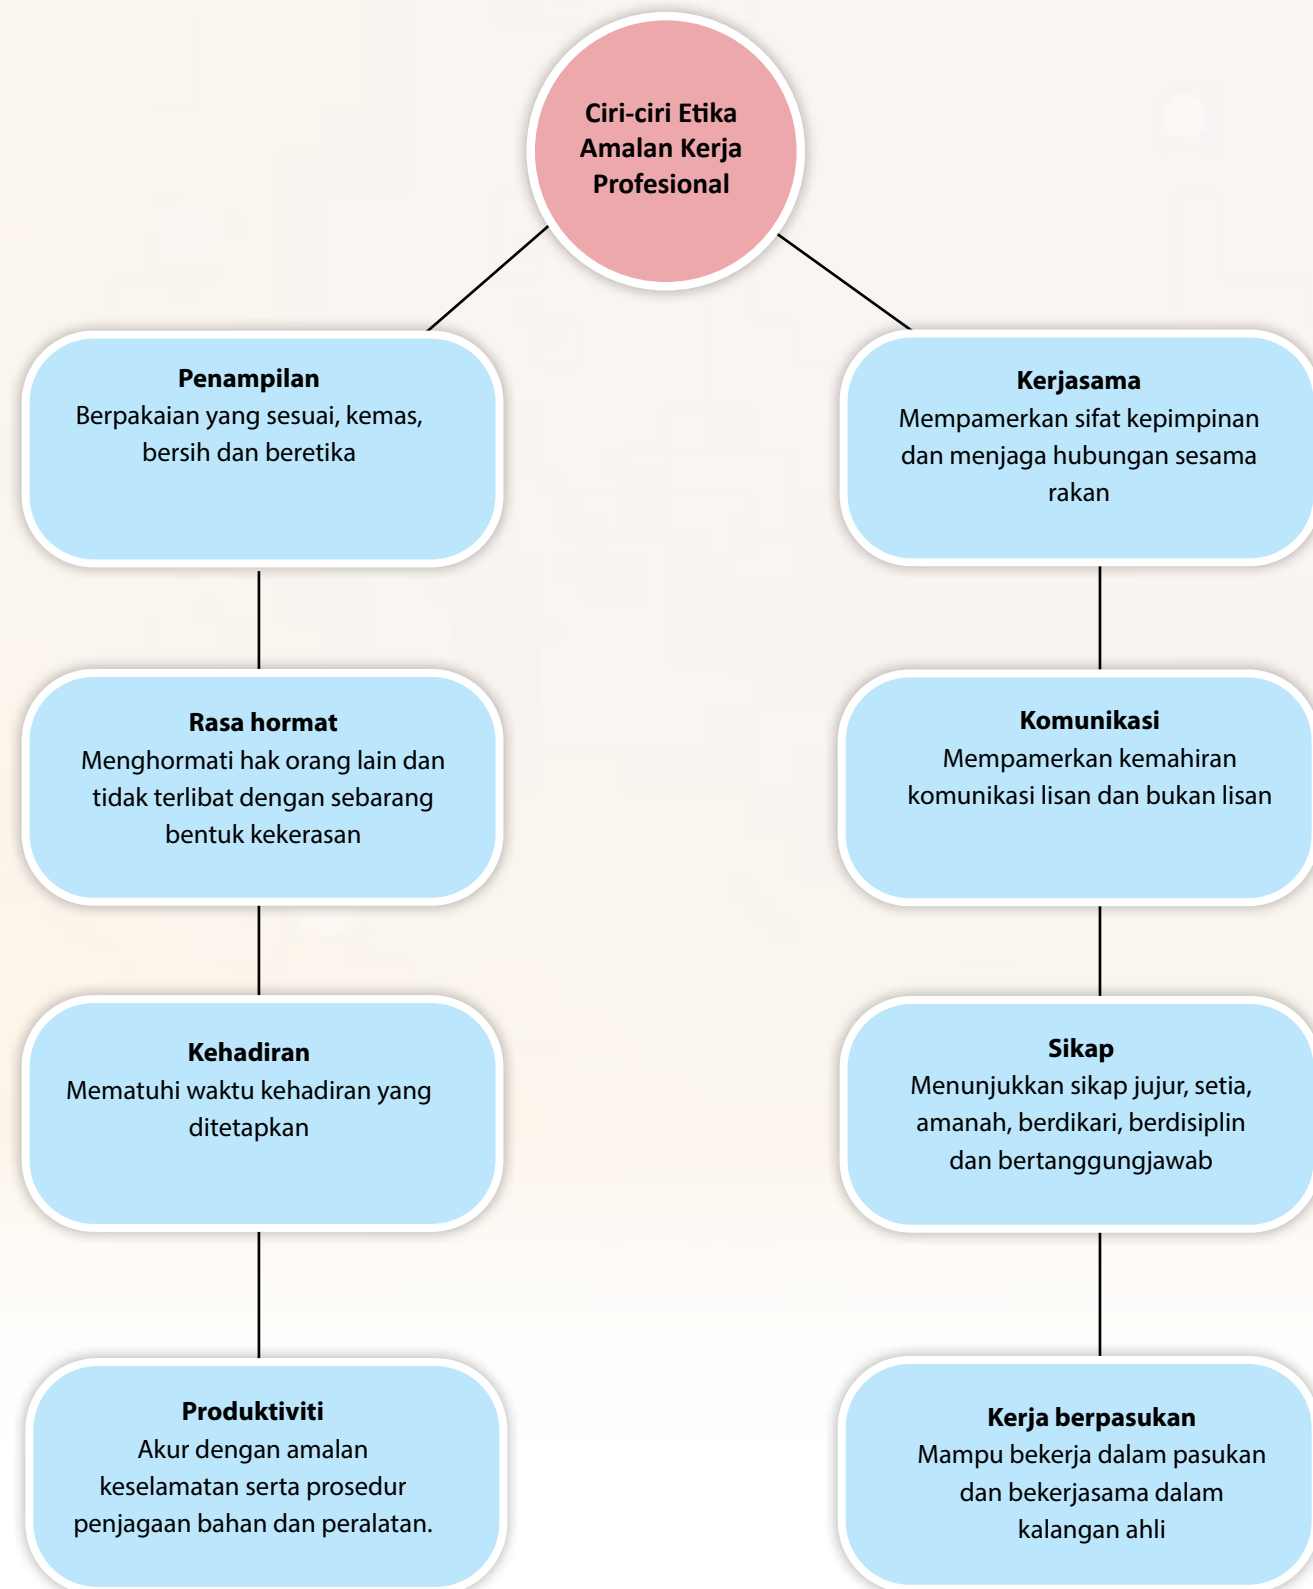 Ciri-ciri Etika
Amalan Kerja
Profesional
Penampilan
Berpakaian yang sesuai, kemas,
bersih dan beretika
Rasa hormat
Menghormati hak orang lain dan
tidak terlibat dengan sebarang
bentuk kekerasan
Kehadiran
Mematuhi waktu kehadiran yang
ditetapkan
Produktiviti
Akur dengan amalan
keselamatan serta prosedur
penjagaan bahan dan peralatan.
Kerjasama
Mempamerkan sifat kepimpinan
dan menjaga hubungan sesama
rakan
Komunikasi
Mempamerkan kemahiran
komunikasi lisan dan bukan lisan
Sikap
Menunjukkan sikap jujur, setia,
amanah, berdikari, berdisiplin
dan bertanggungjawab
Kerja berpasukan
Mampu bekerja dalam pasukan
dan bekerjasama dalam
kalangan ahli